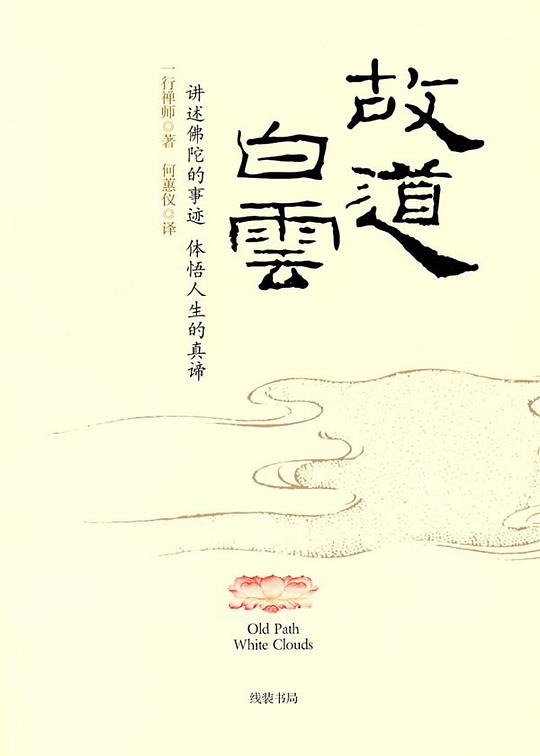 故道
白雲
讲述佛陀的事迹 体悟人生的真谛
一行禅师◎著 何蕙仪◎译
Old Path
White Clouds
线装书局